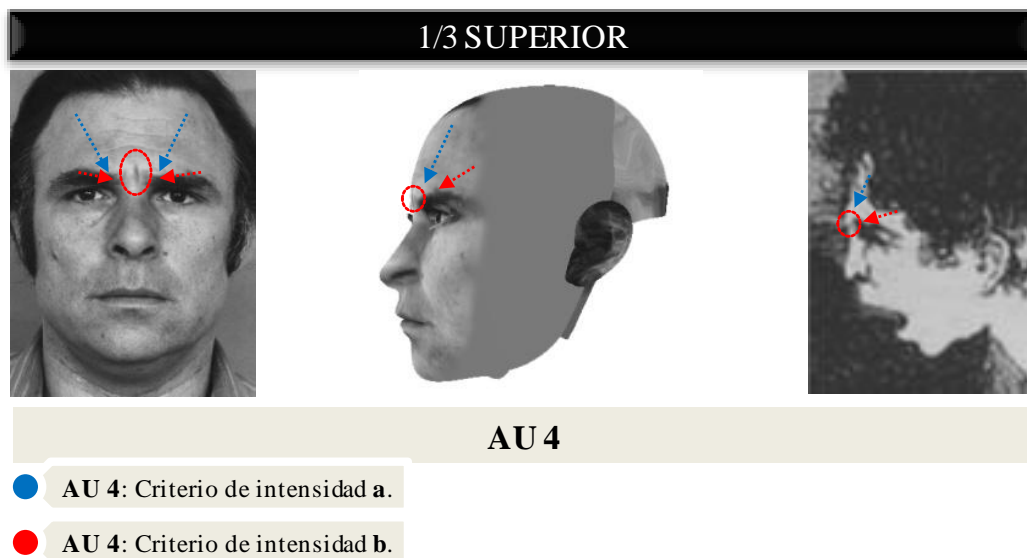 1/3 SUPERIOR
AU 4
AU 4: Criterio de intensidad a.
AU 4: Criterio de intensidad b.